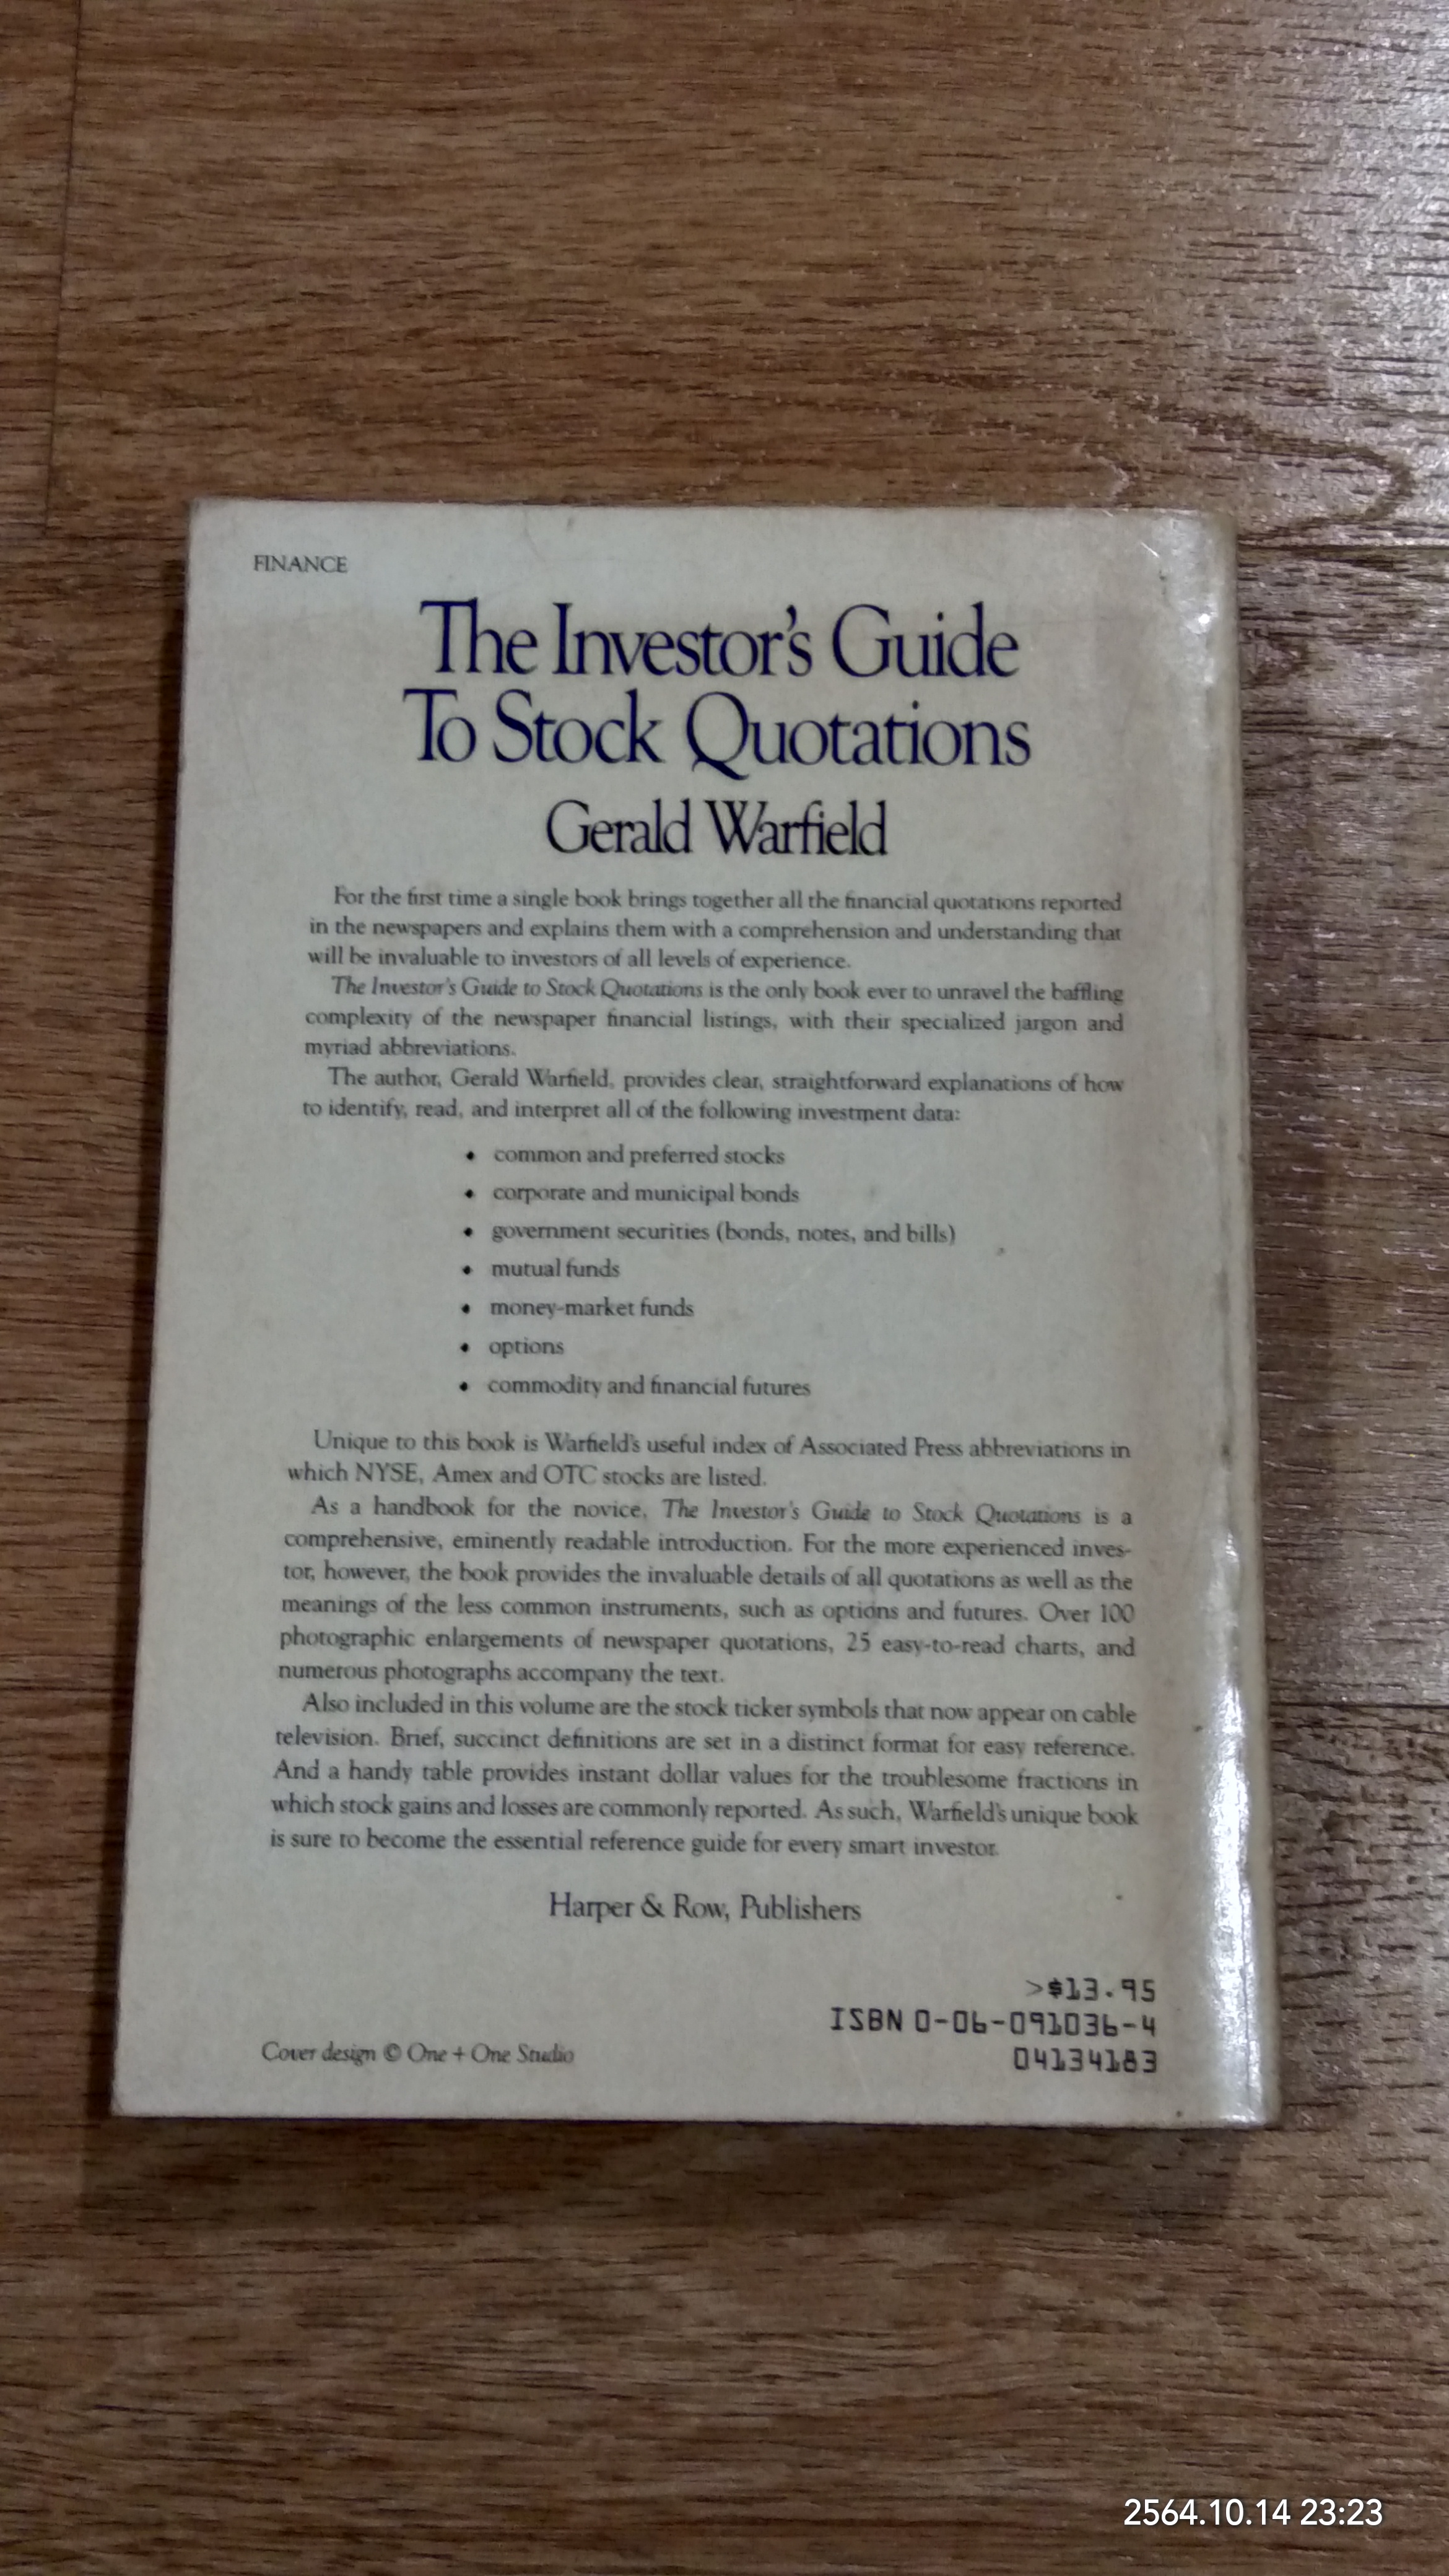 FINANCE
The Investor's Guide
To Stock Quotations
Gerald Warfield
For the first time a single book brings together all the financial quotations reported
in the newspapers and explains them with a comprehension and understanding that
will be invaluable to investors of all levels of experience.
The Investor's Guide to Stock Quotations is the only book ever to unravel the baffling
complexity of the newspaper financial listings, with their specialized jargon and
myriad abbreviations.
The author, Gerald Warfield, provides clear, straightforward explanations of how
to identify, read, and interpret all of the following investment data:
• common and preferred stocks
• corporate and municipal bonds
• government securities (bonds, notes, and bills)
• mutual funds
• money-market funds
• options
• commodity and financial futures
Unique to this book is Warfield's useful index of Associated Press abbreviations in
which NYSE, Amex and OTC stocks are listed.
As a handbook for the novice, The Investor's Guide to Stock Quotations is a
comprehensive, eminently readable introduction. For the more experienced inves-
tor, however, the book provides the invaluable details of all quotations as well as the
meanings of the less common instruments, such as options and futures. Over 100
photographic enlargements of newspaper quotations, 25 easy-to-read charts, and
numerous photographs accompany the text.
Also included in this volume are the stock ticker symbols that now appear on cable
television. Brief, succinct definitions are set in a distinct format for easy reference.
And a handy table provides instant dollar values for the troublesome fractions in
which stock gains and losses are commonly reported. As such, Warfield's unique book
is sure to become the essential reference guide for every smart investor.
Harper & Row, Publishers
>$13.95
ISBN 0-06-091036-4
04134183
Cover design © One + One Studio
2564.10.14 23:23